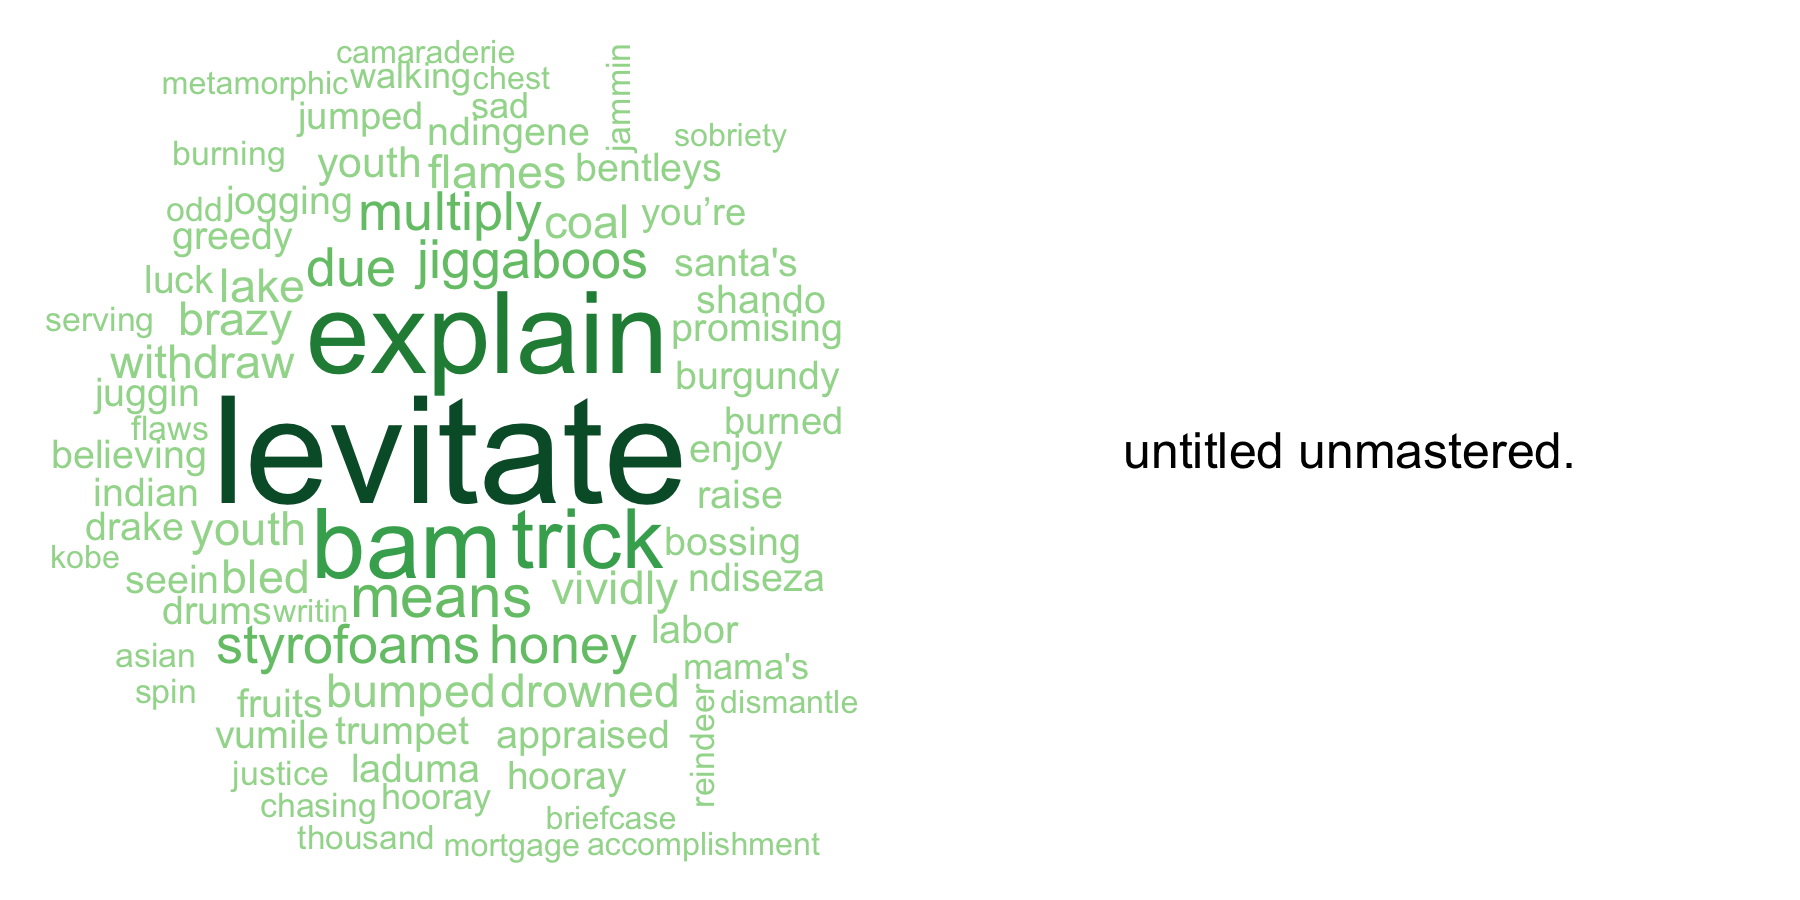 camaraderie
metamorphic walking chest
jammin
jumped sad
ndingene
sobriety
burning youth flames bentleys
odd jogging multiply coal you’re
greedy
due jiggaboos santa's
luck lake
shando
serving brazy explain promising
withdraw burgundy
juggin
flaws levitate burned
believing enjoy
indian raise
drake youth bam trick bossing
kobe
seein bled means vividly ndiseza
drums writin
labor
asian styrofoams honey mama's
spin fruits bumped drowned dismantle
reindeer
vumile trumpet appraised
justice laduma hooray
chasing hooray
briefcase
thousand mortgage accomplishment
untitled unmastered.